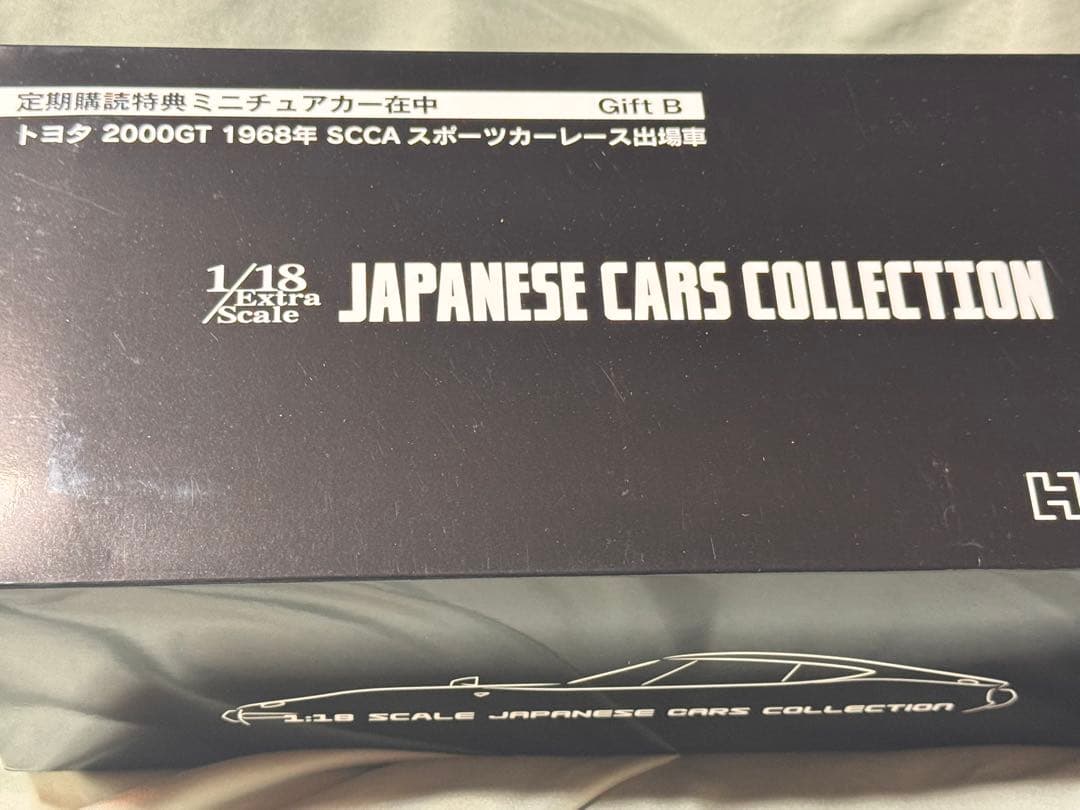 定期購読特典ミニチュアカー在中 Gift B
トヨタ 2000GT 1968年 SCCA スポーツカーレース出場車
1/18
Extra
Scale
JAPANESE CARS COLLECTION
H
1:18 SCALE JAPANESE CARS COLLECTION